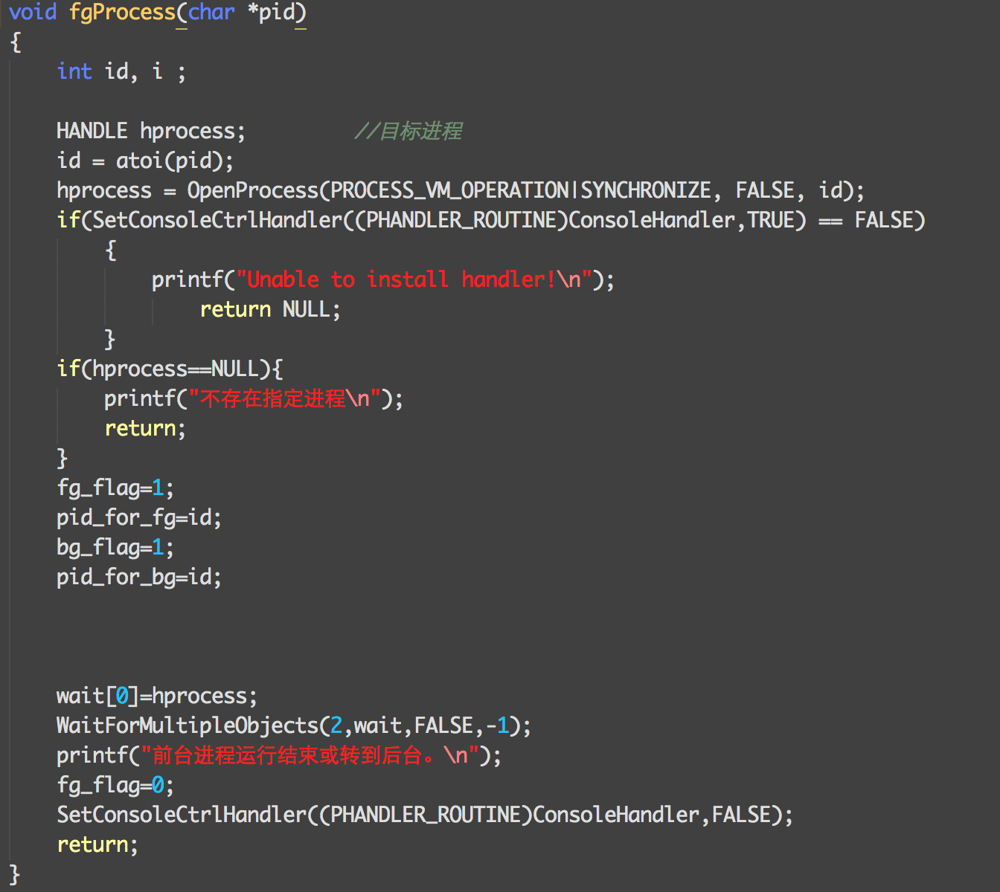 void fgProcess(char *pid)
{
    int id, i ;
    HANDLE hprocess;         //目标进程
    id = atoi(pid);
    hprocess = OpenProcess(PROCESS_VM_OPERATION|SYNCHRONIZE, FALSE, id);
    if(SetConsoleCtrlHandler((PHANDLER_ROUTINE)ConsoleHandler,TRUE) == FALSE)
        {
            printf("Unable to install handler!\n");
                return NULL;
        }
    if(hprocess==NULL){
        printf("不存在指定进程\n");
        return;
    }
    fg_flag=1;
    pid_for_fg=id;
    bg_flag=1;
    pid_for_bg=id;
    wait[0]=hprocess;
    WaitForMultipleObjects(2,wait,FALSE,-1);
    printf("前台进程运行结束或转到后台。\n");
    fg_flag=0;
    SetConsoleCtrlHandler((PHANDLER_ROUTINE)ConsoleHandler,FALSE);
    return;
}